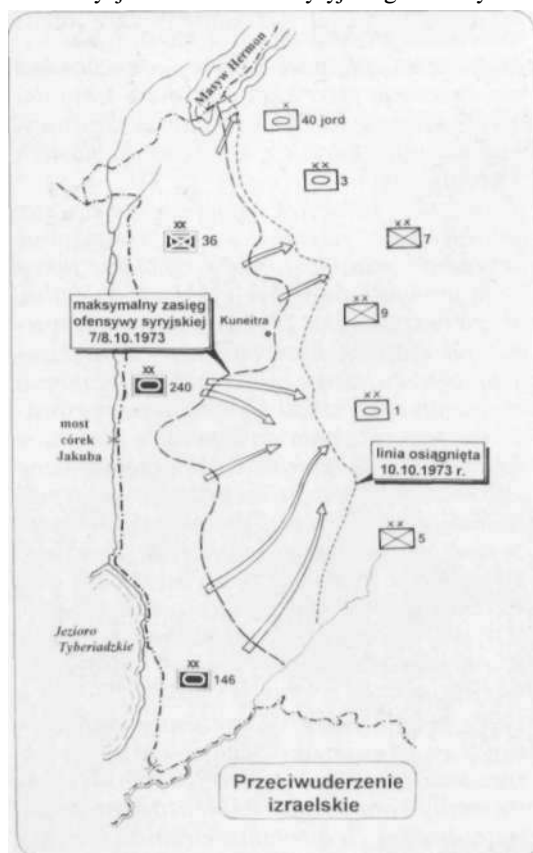 Masyw Hermon
x
40 jord
xx
3
xx
36
xx
7
maksymalny zasięg
ofensywy syryjskiej
7/8.10.1973
Kuneitra
xx
9
xx
240
xx
1
most
córek
Jakuba
linia osiągnięta
10.10.1973 r.
xx
5
Jezioro
Tyberiadzkie
xx
146
Przeciwuderzenie
izraelskie